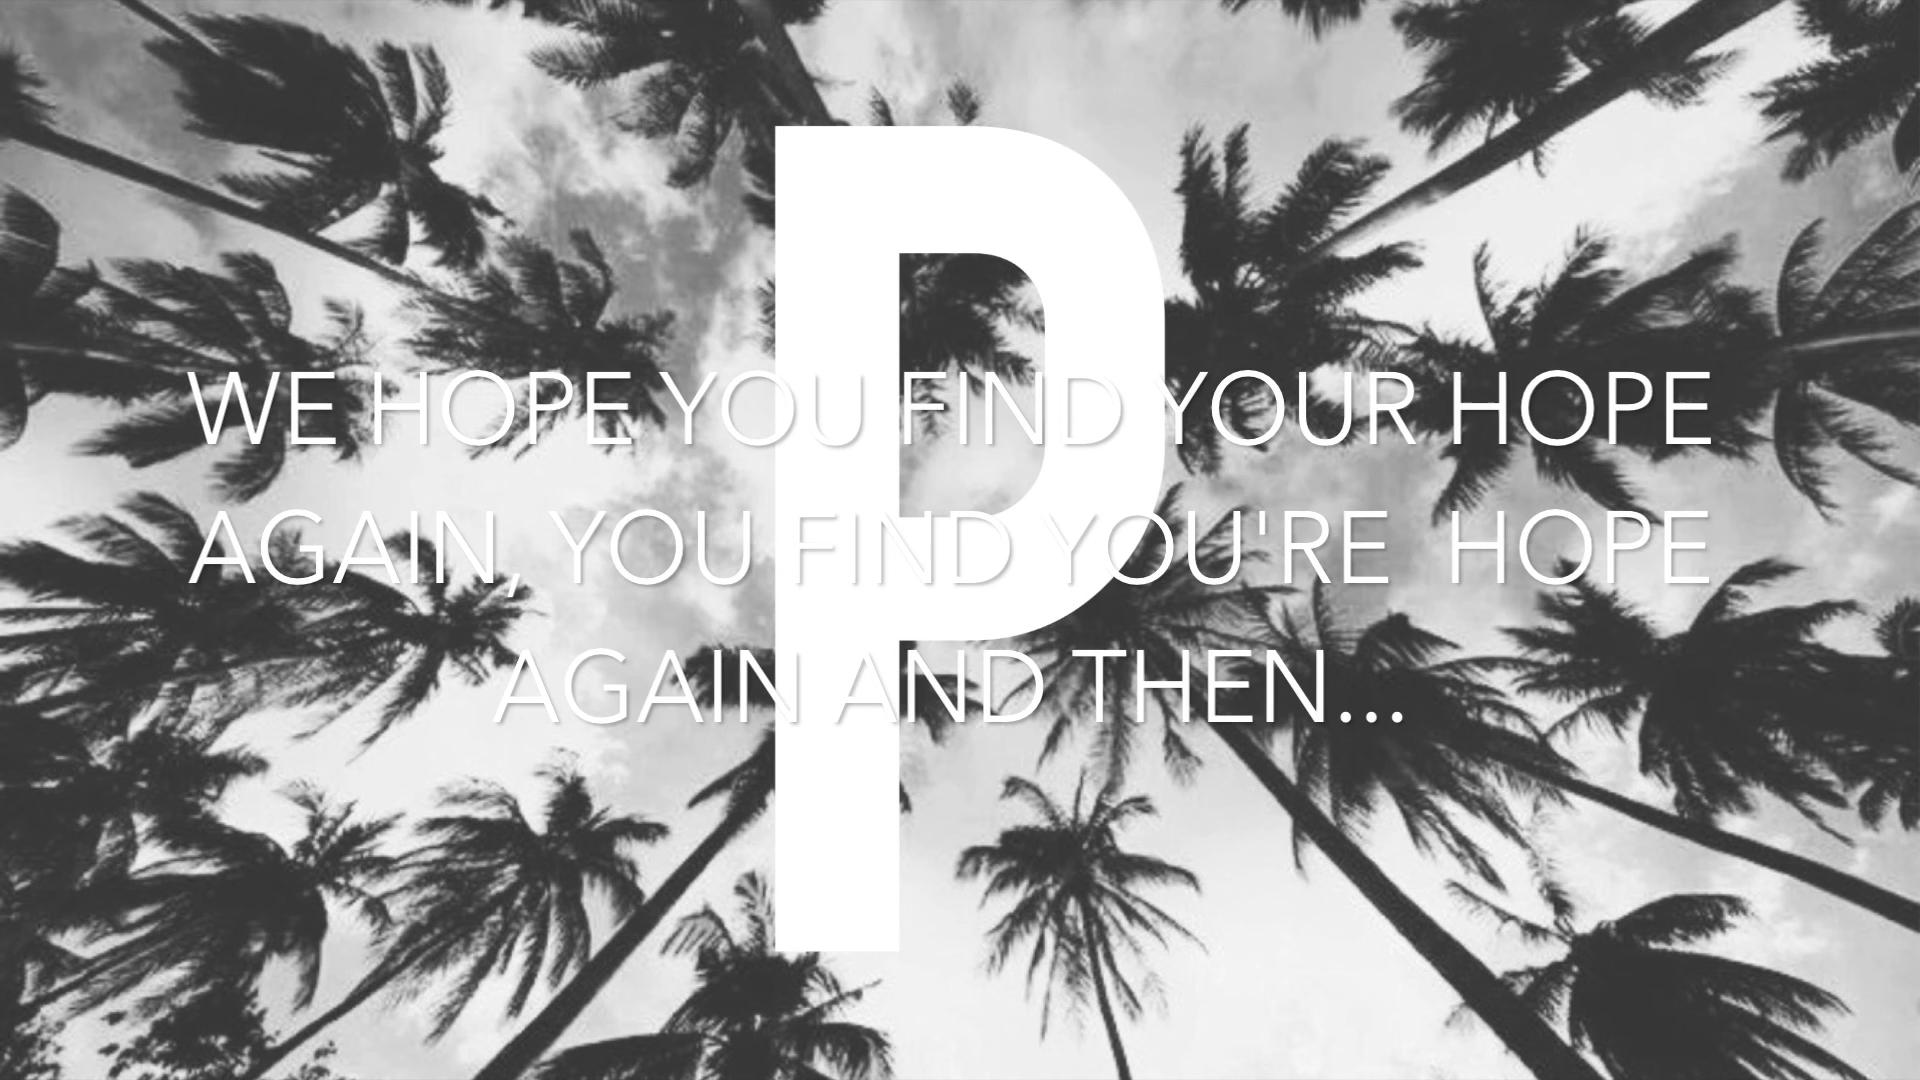 P
WE HOPE YOU FIND YOUR HOPE
AGAIN, YOU FIND YOU'RE  HOPE
AGAIN AND THEN...